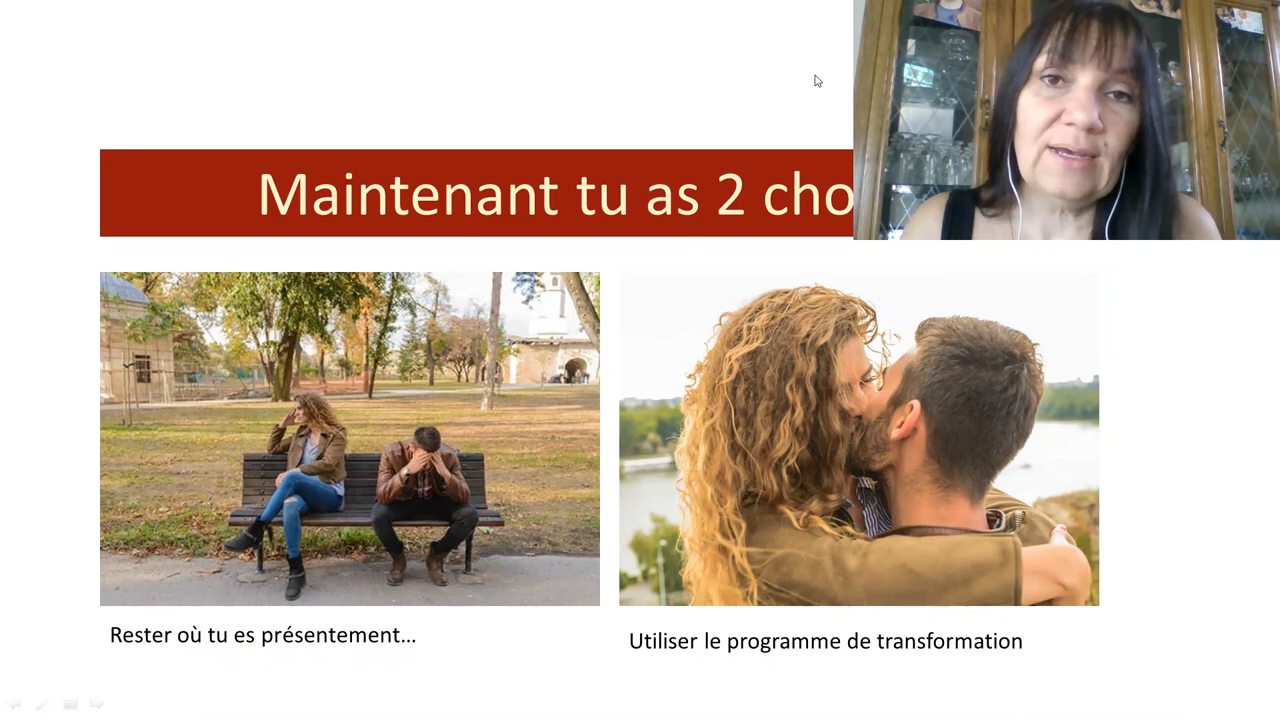 Maintenant tu as 2 cho
Rester où tu es présentement...
Utiliser le programme de transformation